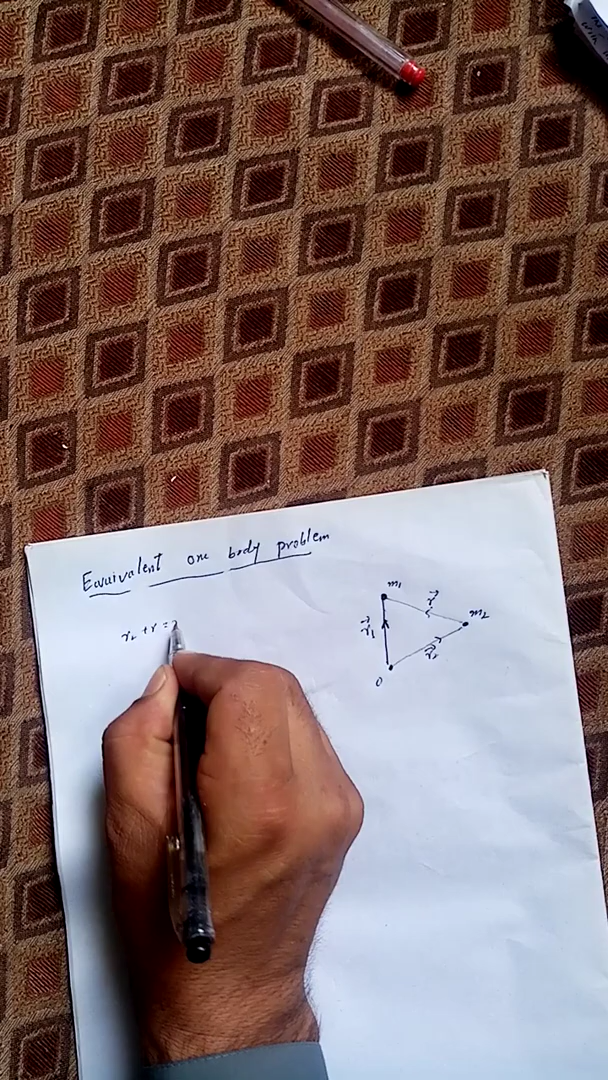 Equivalent one body problem
r₂ + r =
m₁
r⃗
m₂
r⃗₁
r⃗₂
o